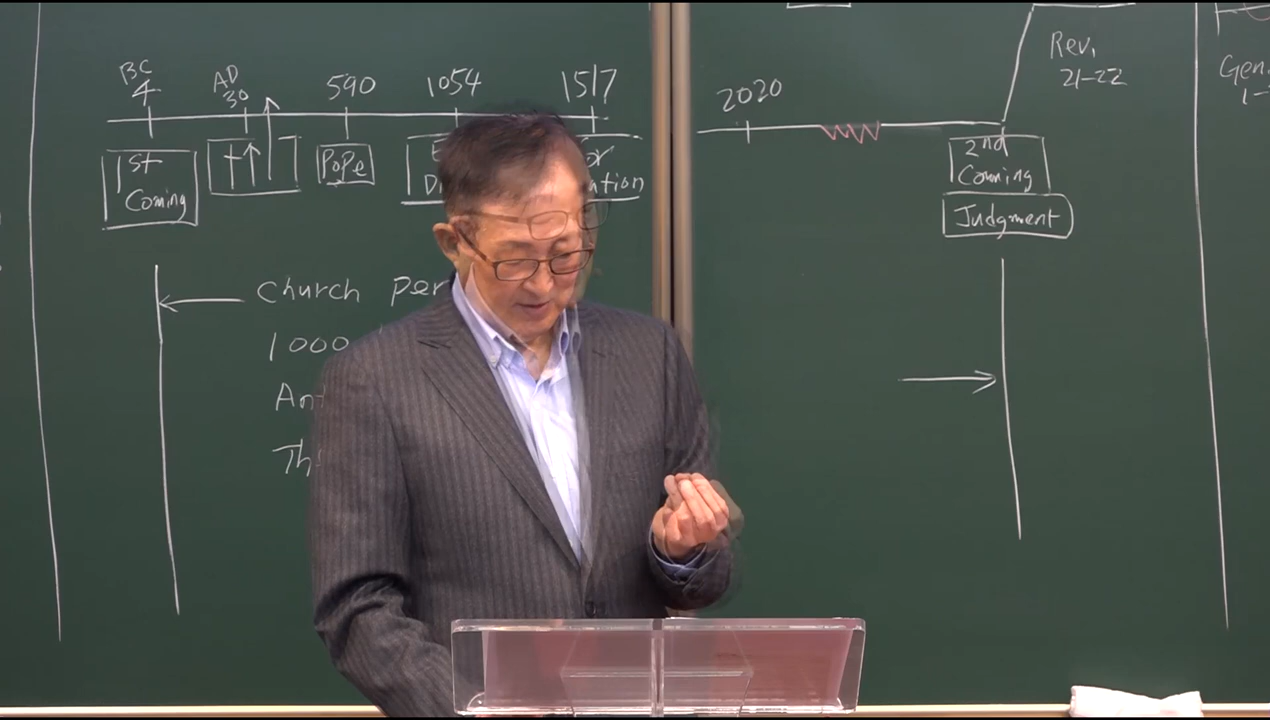 BC
4
AD
30
590
1054
1517
2020
Rev.
21-22
Gen.
1st
Coming
PoPe
2nd
Coming
Judgment
church
1000